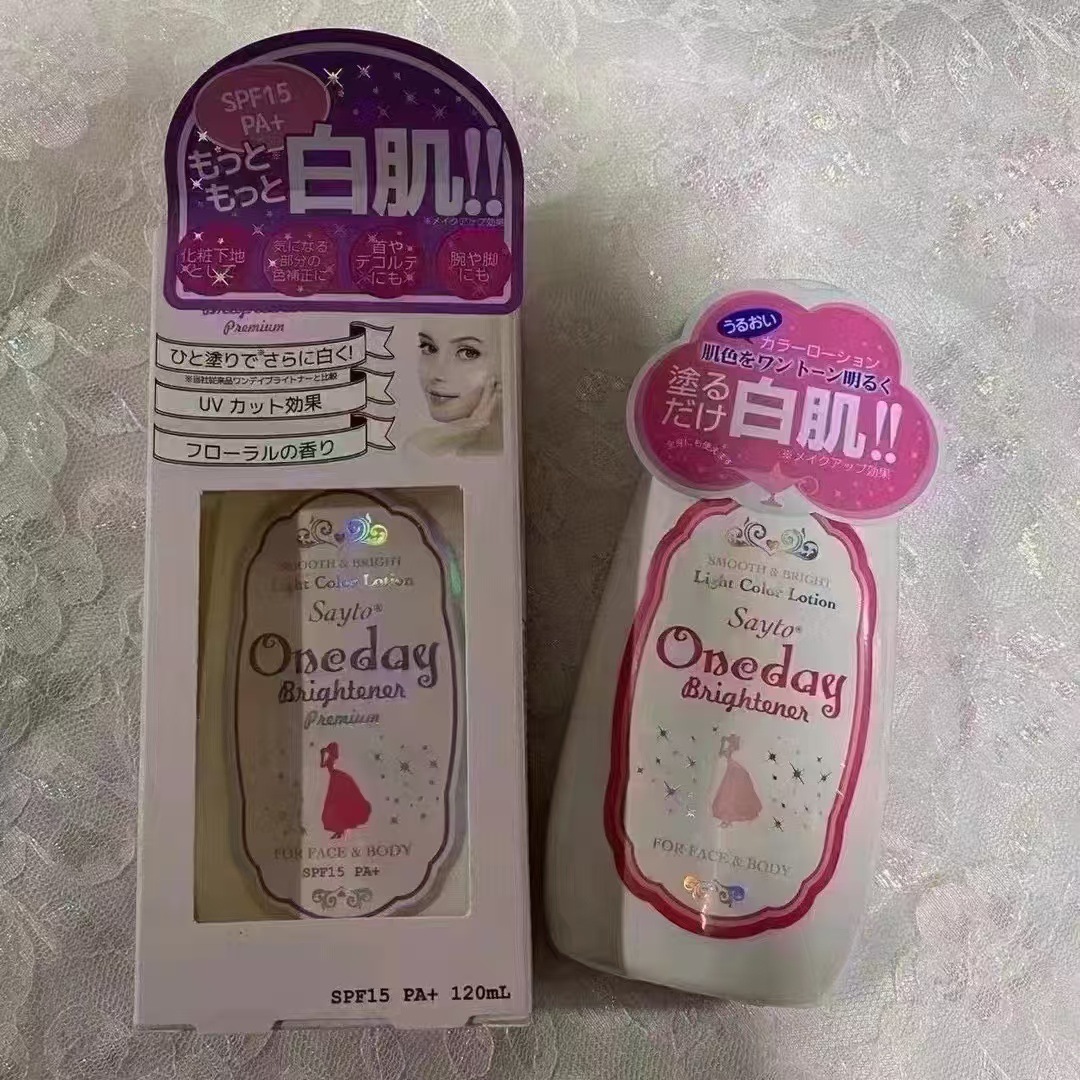 SPF15
PA+
もっと
もっと
白肌!!
※メイクアップ効果
化粧下地
として
気になる
部分の
色補正に
首や
デコルテ
にも
腕や脚
にも
Premium
ひと塗りで※さらに白く!
※当社従来品ワンデイブライトナーと比較
UV カット効果
フローラルの香り
SMOOTH & BRIGHT
Light Color Lotion
Sayto®
Oneday
Brightener
Premium
FOR FACE & BODY
SPF15 PA+
SPF15 PA+ 120mL
うるおい
カラーローション
肌色をワントーン明るく
塗る
だけ
白肌!!
※メイクアップ効果
SMOOTH & BRIGHT
Light Color Lotion
Sayto®
Oneday
Brightener
FOR FACE & BODY